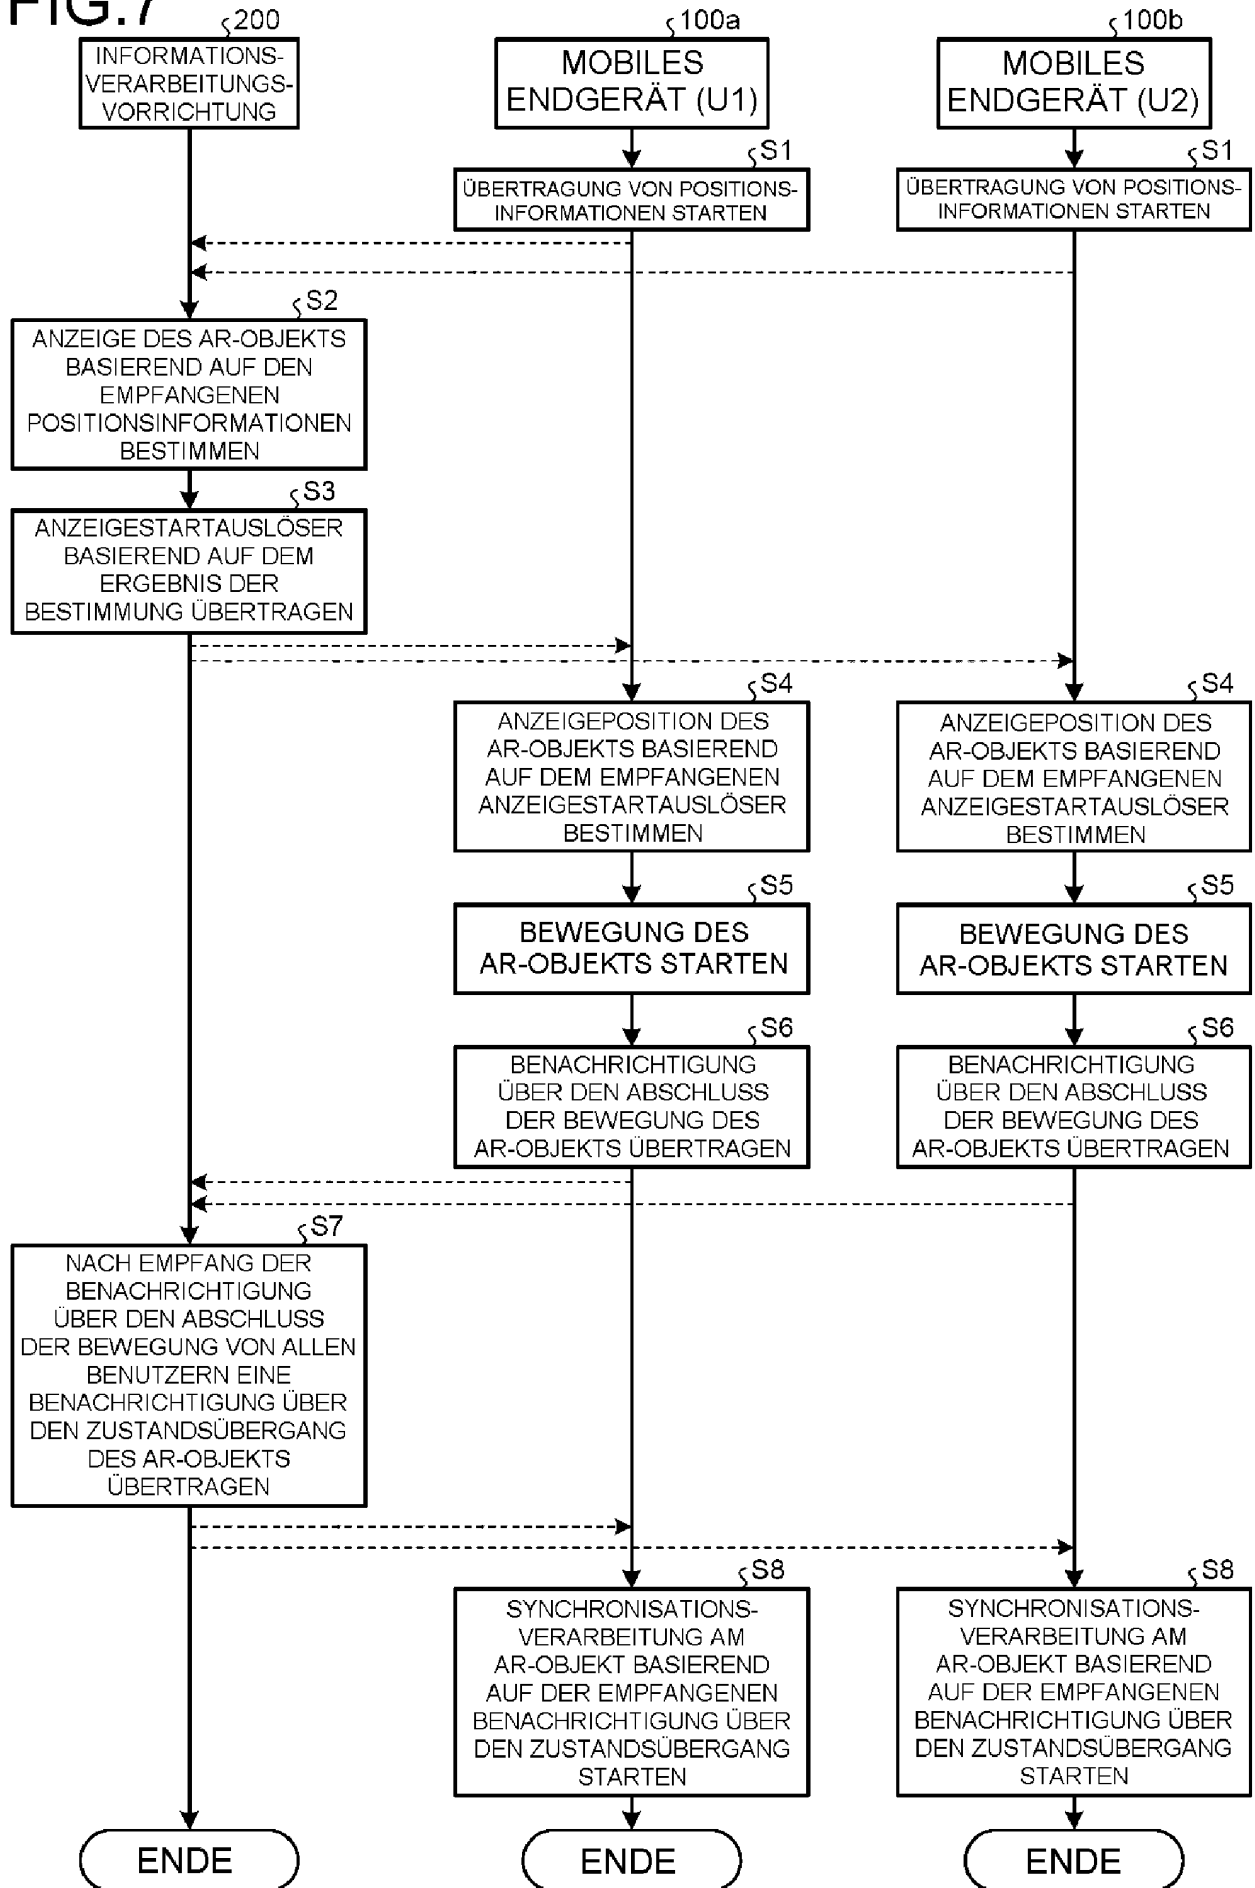 FIG.7
200
INFORMATIONS-
VERARBEITUNGS-
VORRICHTUNG
100a
MOBILES
ENDGERÄT (U1)
100b
MOBILES
ENDGERÄT (U2)
S1
ÜBERTRAGUNG VON POSITIONS-
INFORMATIONEN STARTEN
S1
ÜBERTRAGUNG VON POSITIONS-
INFORMATIONEN STARTEN
S2
ANZEIGE DES AR-OBJEKTS
BASIEREND AUF DEN
EMPFANGENEN
POSITIONSINFORMATIONEN
BESTIMMEN
S3
ANZEIGESTARTAUSLÖSER
BASIEREND AUF DEM
ERGEBNIS DER
BESTIMMUNG ÜBERTRAGEN
S4
ANZEIGEPOSITION DES
AR-OBJEKTS BASIEREND
AUF DEM EMPFANGENEN
ANZEIGESTARTAUSLÖSER
BESTIMMEN
S4
ANZEIGEPOSITION DES
AR-OBJEKTS BASIEREND
AUF DEM EMPFANGENEN
ANZEIGESTARTAUSLÖSER
BESTIMMEN
S5
BEWEGUNG DES
AR-OBJEKTS STARTEN
S5
BEWEGUNG DES
AR-OBJEKTS STARTEN
S6
BENACHRICHTIGUNG
ÜBER DEN ABSCHLUSS
DER BEWEGUNG DES
AR-OBJEKTS ÜBERTRAGEN
S6
BENACHRICHTIGUNG
ÜBER DEN ABSCHLUSS
DER BEWEGUNG DES
AR-OBJEKTS ÜBERTRAGEN
S7
NACH EMPFANG DER
BENACHRICHTIGUNG
ÜBER DEN ABSCHLUSS
DER BEWEGUNG VON ALLEN
BENUTZERN EINE
BENACHRICHTIGUNG ÜBER
DEN ZUSTANDSÜBERGANG
DES AR-OBJEKTS
ÜBERTRAGEN
S8
SYNCHRONISATIONS-
VERARBEITUNG AM
AR-OBJEKT BASIEREND
AUF DER EMPFANGENEN
BENACHRICHTIGUNG ÜBER
DEN ZUSTANDSÜBERGANG
STARTEN
S8
SYNCHRONISATIONS-
VERARBEITUNG AM
AR-OBJEKT BASIEREND
AUF DER EMPFANGENEN
BENACHRICHTIGUNG ÜBER
DEN ZUSTANDSÜBERGANG
STARTEN
ENDE
ENDE
ENDE